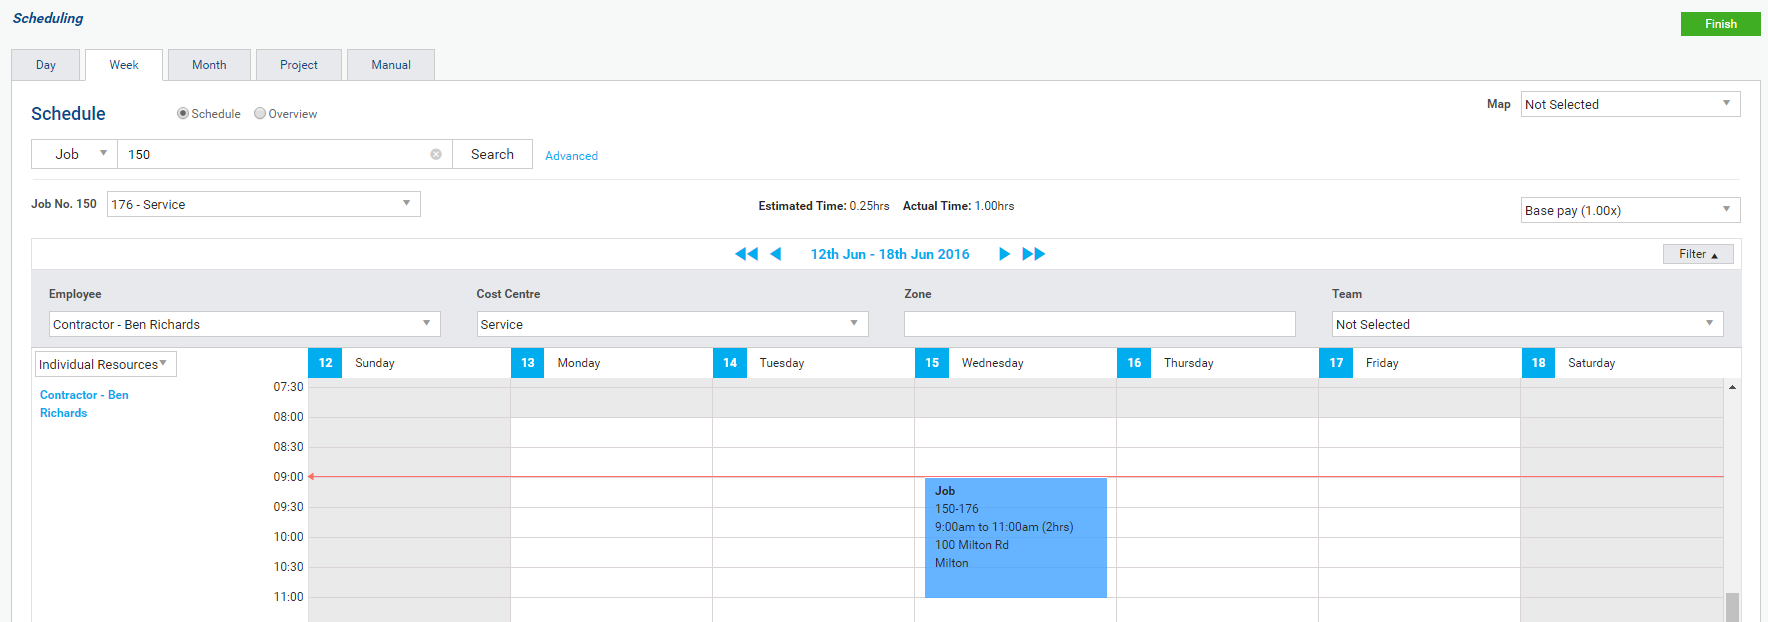 Scheduling
Finish
Day Week Month Project Manual
Schedule Schedule Overview Map Not Selected
Job 150 Search Advanced
Job No. 150 176 - Service Estimated Time: 0.25hrs Actual Time: 1.00hrs Base pay (1.00x)
12th Jun - 18th Jun 2016 Filter
Employee Cost Centre Zone Team
Contractor - Ben Richards Service Not Selected
Individual Resources 12 Sunday 13 Monday 14 Tuesday 15 Wednesday 16 Thursday 17 Friday 18 Saturday
Contractor - Ben
Richards
07:30
08:00
08:30
09:00
09:30
10:00
10:30
11:00
Job
150-176
9:00am to 11:00am (2hrs)
100 Milton Rd
Milton